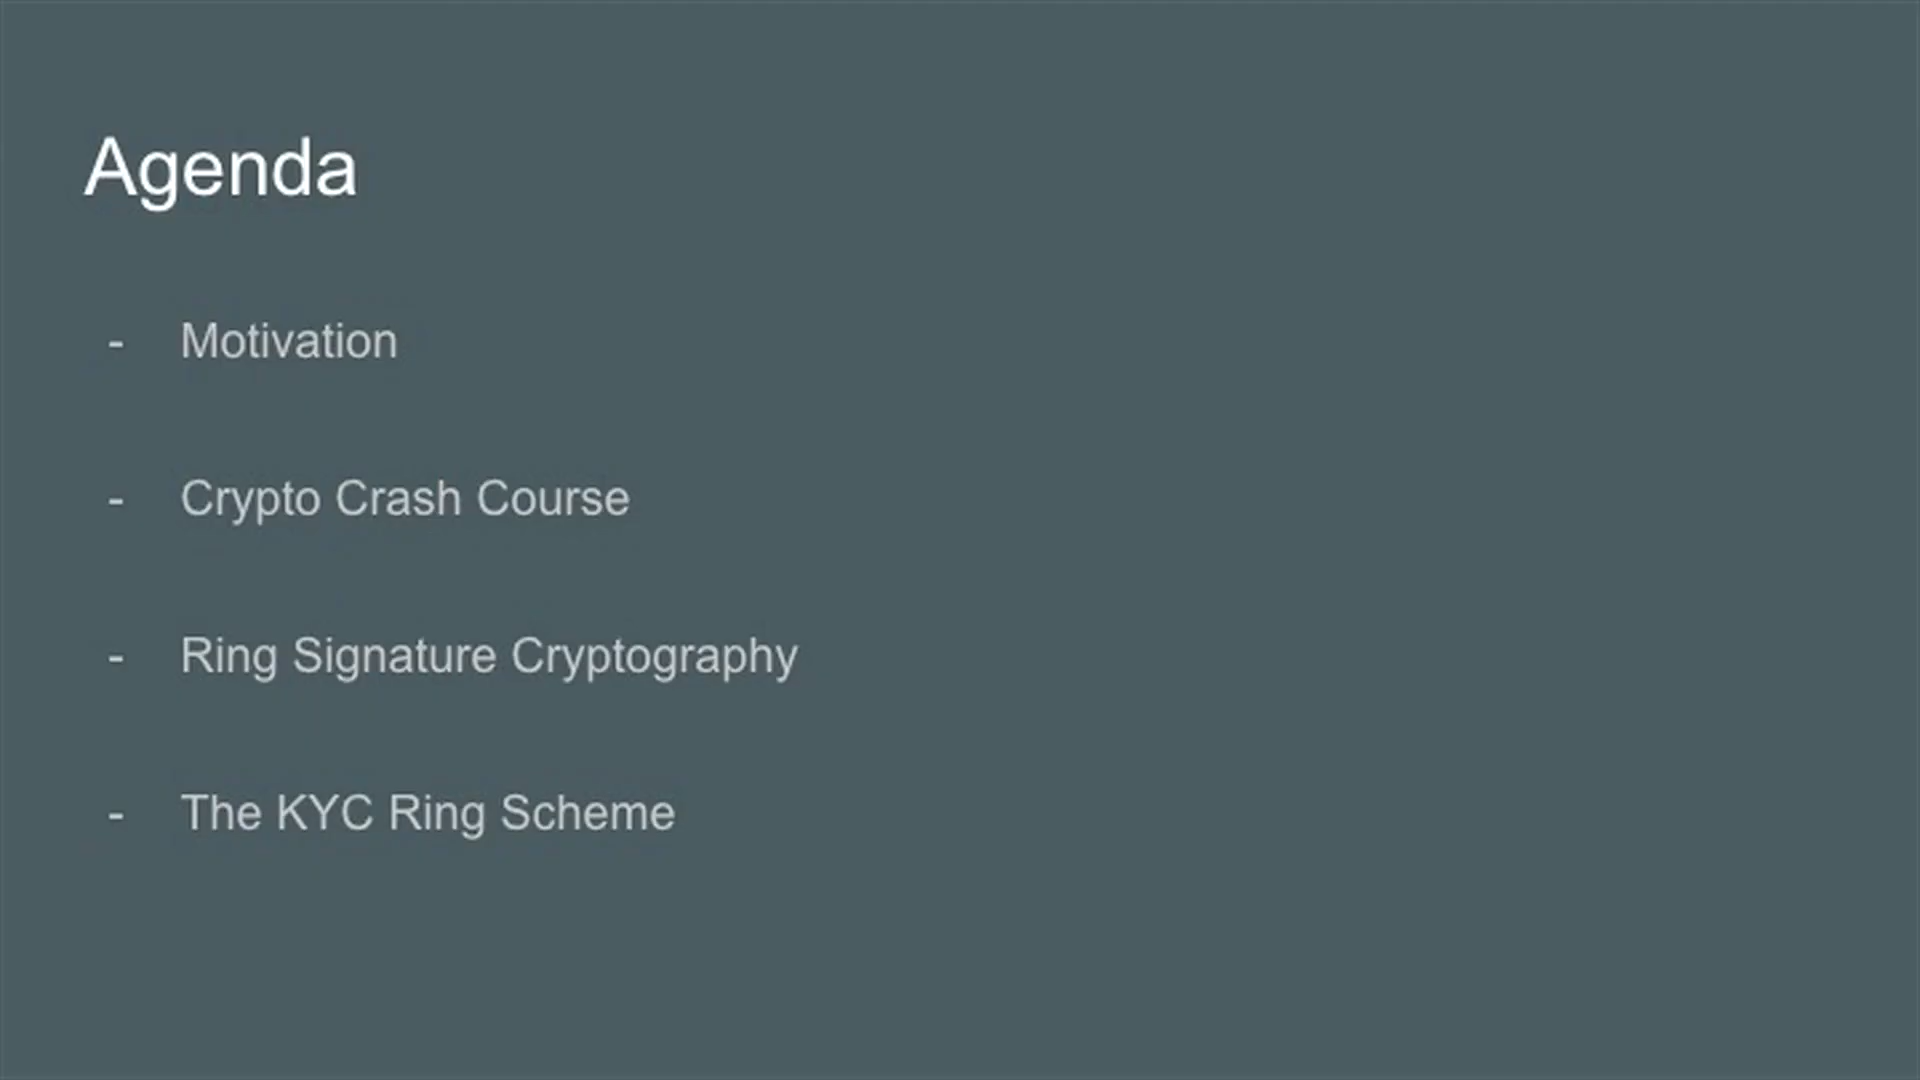 Agenda
- Motivation
- Crypto Crash Course
- Ring Signature Cryptography
- The KYC Ring Scheme